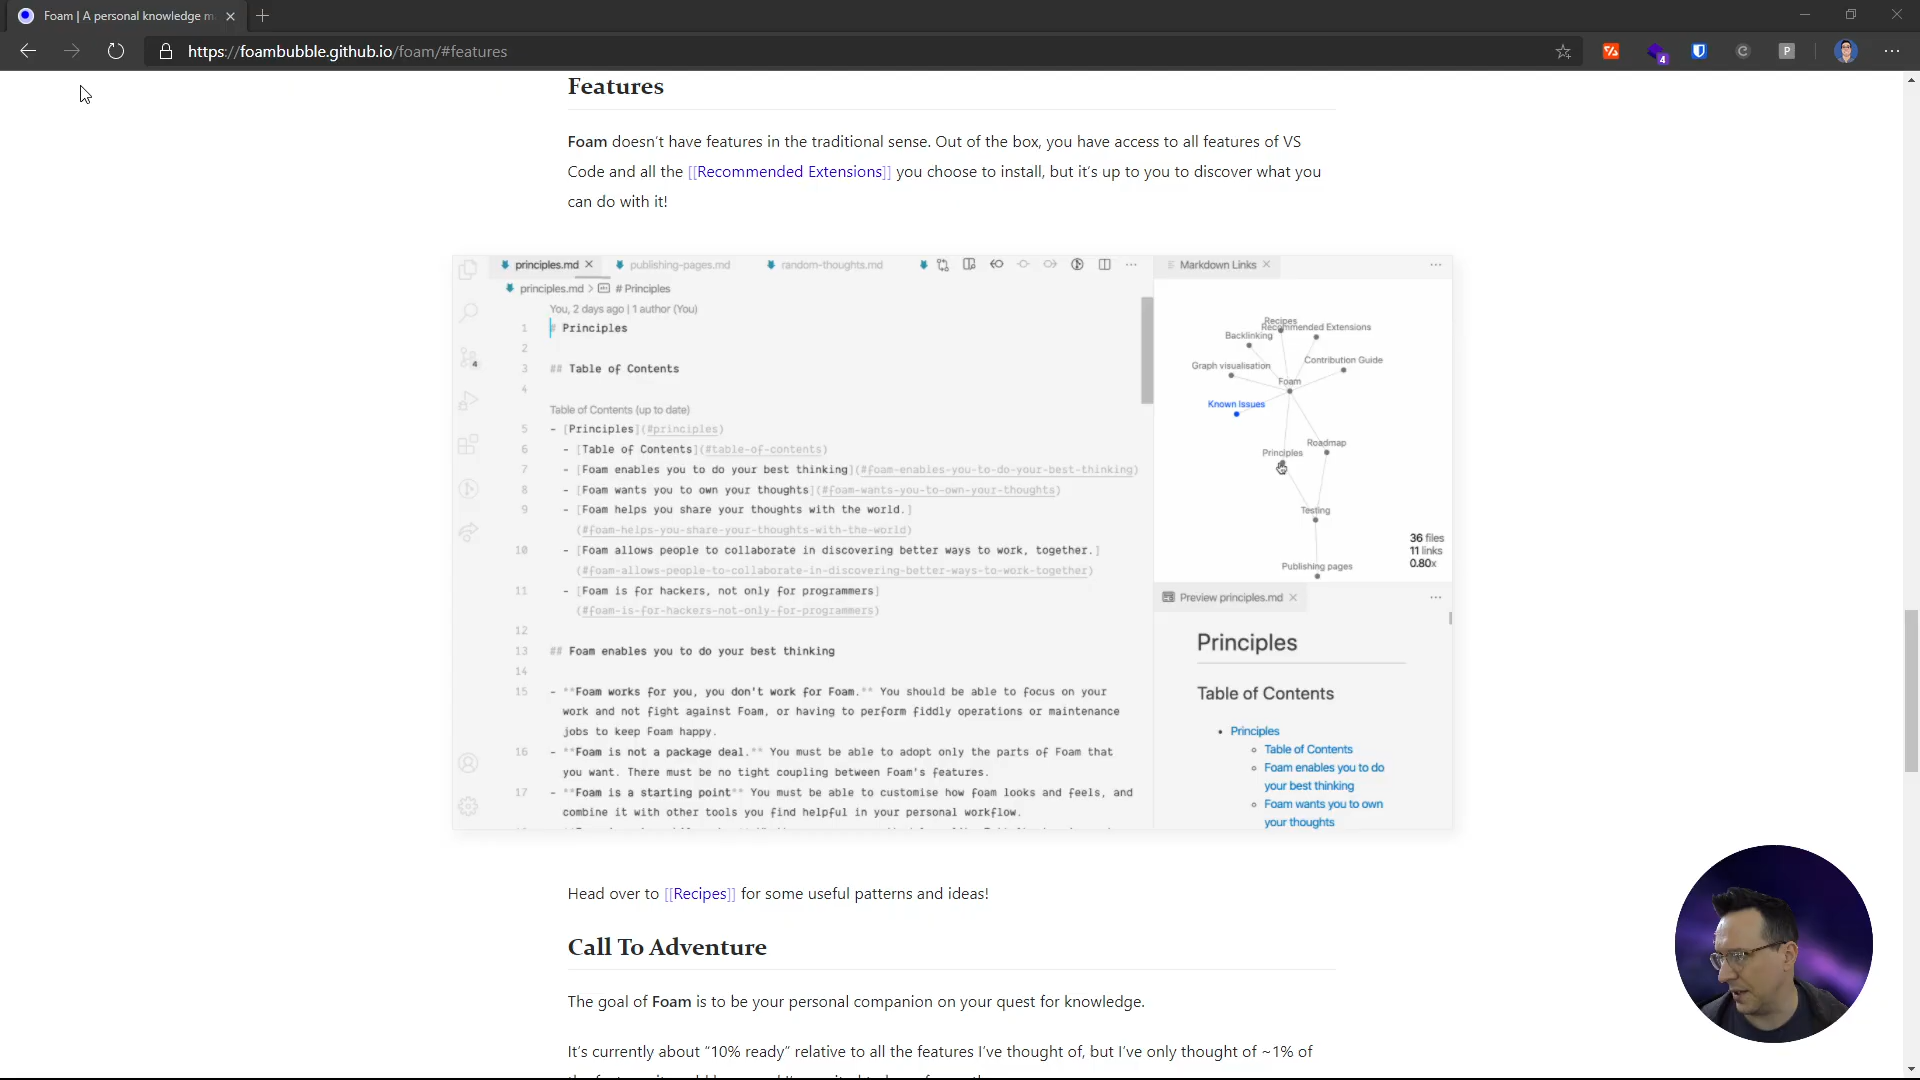 Foam | A personal knowledge m
https://foambubble.github.io/foam/#features
4
P
Features
Foam doesn't have features in the traditional sense. Out of the box, you have access to all features of VS
Code and all the [[Recommended Extensions]] you choose to install, but it's up to you to discover what you
can do with it!
principles.md
publishing-pages.md
random-thoughts.md
principles.md > # Principles
You, 2 days ago | 1 author (You)
1 # Principles
2
3 ## Table of Contents
4
Table of Contents (up to date)
5 - [Principles](#principles)
6 - [Table of Contents](#table-of-contents)
7 - [Foam enables you to do your best thinking](#foam-enables-you-to-do-your-best-thinking)
8 - [Foam wants you to own your thoughts](#foam-wants-you-to-own-your-thoughts)
9 - [Foam helps you share your thoughts with the world.]
(#foam-helps-you-share-your-thoughts-with-the-world)
10 - [Foam allows people to collaborate in discovering better ways to work, together.]
(#foam-allows-people-to-collaborate-in-discovering-better-ways-to-work-together)
11 - [Foam is for hackers, not only for programmers]
(#foam-is-for-hackers-not-only-for-programmers)
12
13 ## Foam enables you to do your best thinking
14
15 - **Foam works for you, you don't work for Foam.** You should be able to focus on your
work and not fight against Foam, or having to perform fiddly operations or maintenance
jobs to keep Foam happy.
16 - **Foam is not a package deal.** You must be able to adopt only the parts of Foam that
you want. There must be no tight coupling between Foam's features.
17 - **Foam is a starting point** You must be able to customise how foam looks and feels, and
combine it with other tools you find helpful in your personal workflow.
4
Markdown Links
Recipes
Recommended Extensions
Backlinking
Contribution Guide
Graph visualisation
Foam
Known Issues
Roadmap
Principles
Testing
Publishing pages
36 files
11 links
0.80x
Preview principles.md
Principles
Table of Contents
Principles
Table of Contents
Foam enables you to do
your best thinking
Foam wants you to own
your thoughts
Head over to [[Recipes]] for some useful patterns and ideas!
Call To Adventure
The goal of Foam is to be your personal companion on your quest for knowledge.
It's currently about “10% ready” relative to all the features I've thought of, but I've only thought of ~1% of